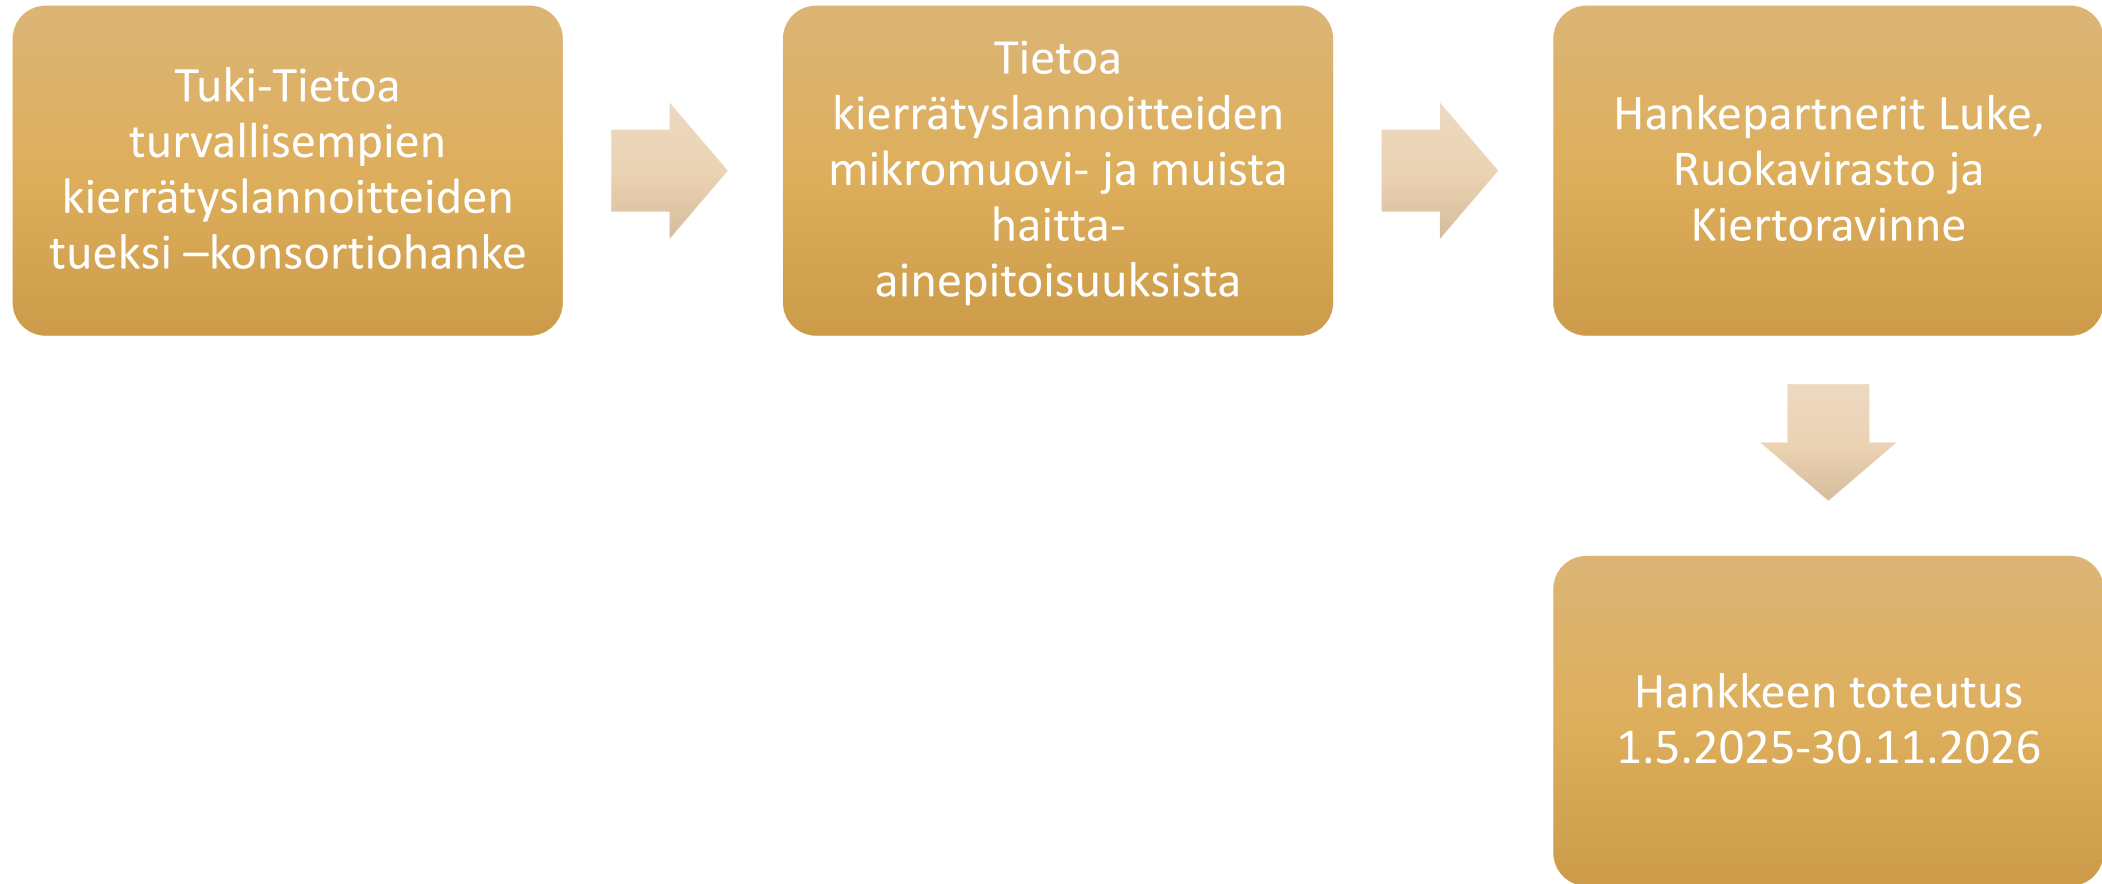 Tuki-Tietoa
turvallisempien
kierrätyslannoitteiden
tueksi –konsortiohanke
Tietoa
kierrätyslannoitteiden
mikromuovi- ja muista
haitta-
ainepitoisuuksista
Hankepartnerit Luke,
Ruokavirasto ja
Kiertoravinne
Hankkeen toteutus
1.5.2025-30.11.2026